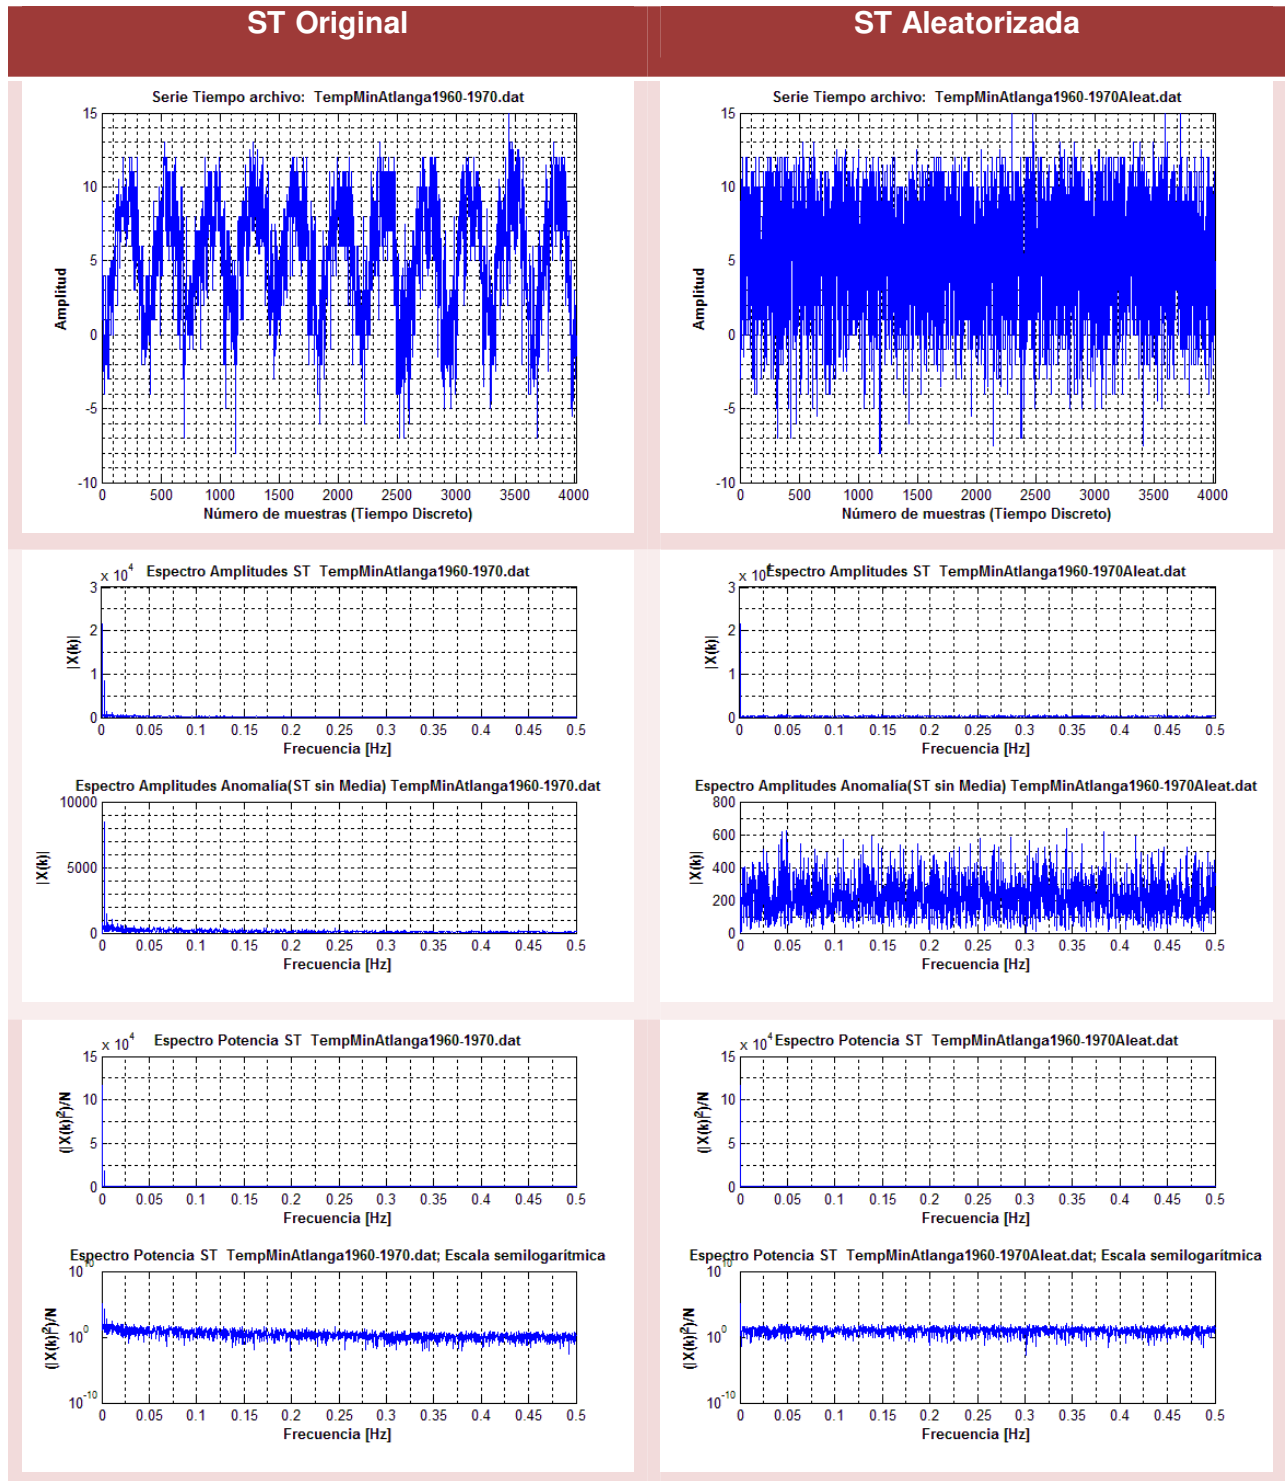 ST Original
ST Aleatorizada
Serie Tiempo archivo: TempMinAtlanga1960-1970.dat
15
10
5
0
-5
-10
Amplitud
0 500 1000 1500 2000 2500 3000 3500 4000
Número de muestras (Tiempo Discreto)
Serie Tiempo archivo: TempMinAtlanga1960-1970Aleat.dat
15
10
5
0
-5
-10
Amplitud
0 500 1000 1500 2000 2500 3000 3500 4000
Número de muestras (Tiempo Discreto)
x 10^4 Espectro Amplitudes ST TempMinAtlanga1960-1970.dat
3
2
1
0
|X(k)|
0 0.05 0.1 0.15 0.2 0.25 0.3 0.35 0.4 0.45 0.5
Frecuencia [Hz]
Espectro Amplitudes Anomalía(ST sin Media) TempMinAtlanga1960-1970.dat
10000
5000
0
|X(k)|
0 0.05 0.1 0.15 0.2 0.25 0.3 0.35 0.4 0.45 0.5
Frecuencia [Hz]
x 10^4 Espectro Amplitudes ST TempMinAtlanga1960-1970Aleat.dat
3
2
1
0
|X(k)|
0 0.05 0.1 0.15 0.2 0.25 0.3 0.35 0.4 0.45 0.5
Frecuencia [Hz]
Espectro Amplitudes Anomalía(ST sin Media) TempMinAtlanga1960-1970Aleat.dat
800
600
400
200
0
|X(k)|
0 0.05 0.1 0.15 0.2 0.25 0.3 0.35 0.4 0.45 0.5
Frecuencia [Hz]
x 10^4 Espectro Potencia ST TempMinAtlanga1960-1970.dat
15
10
5
0
(|X(k)|^2)/N
0 0.05 0.1 0.15 0.2 0.25 0.3 0.35 0.4 0.45 0.5
Frecuencia [Hz]
Espectro Potencia ST TempMinAtlanga1960-1970.dat; Escala semilogarítmica
10^10
10^0
10^-10
(|X(k)|^2)/N
0 0.05 0.1 0.15 0.2 0.25 0.3 0.35 0.4 0.45 0.5
Frecuencia [Hz]
x 10^4 Espectro Potencia ST TempMinAtlanga1960-1970Aleat.dat
15
10
5
0
(|X(k)|^2)/N
0 0.05 0.1 0.15 0.2 0.25 0.3 0.35 0.4 0.45 0.5
Frecuencia [Hz]
Espectro Potencia ST TempMinAtlanga1960-1970Aleat.dat; Escala semilogarítmica
10^10
10^0
10^-10
(|X(k)|^2)/N
0 0.05 0.1 0.15 0.2 0.25 0.3 0.35 0.4 0.45 0.5
Frecuencia [Hz]